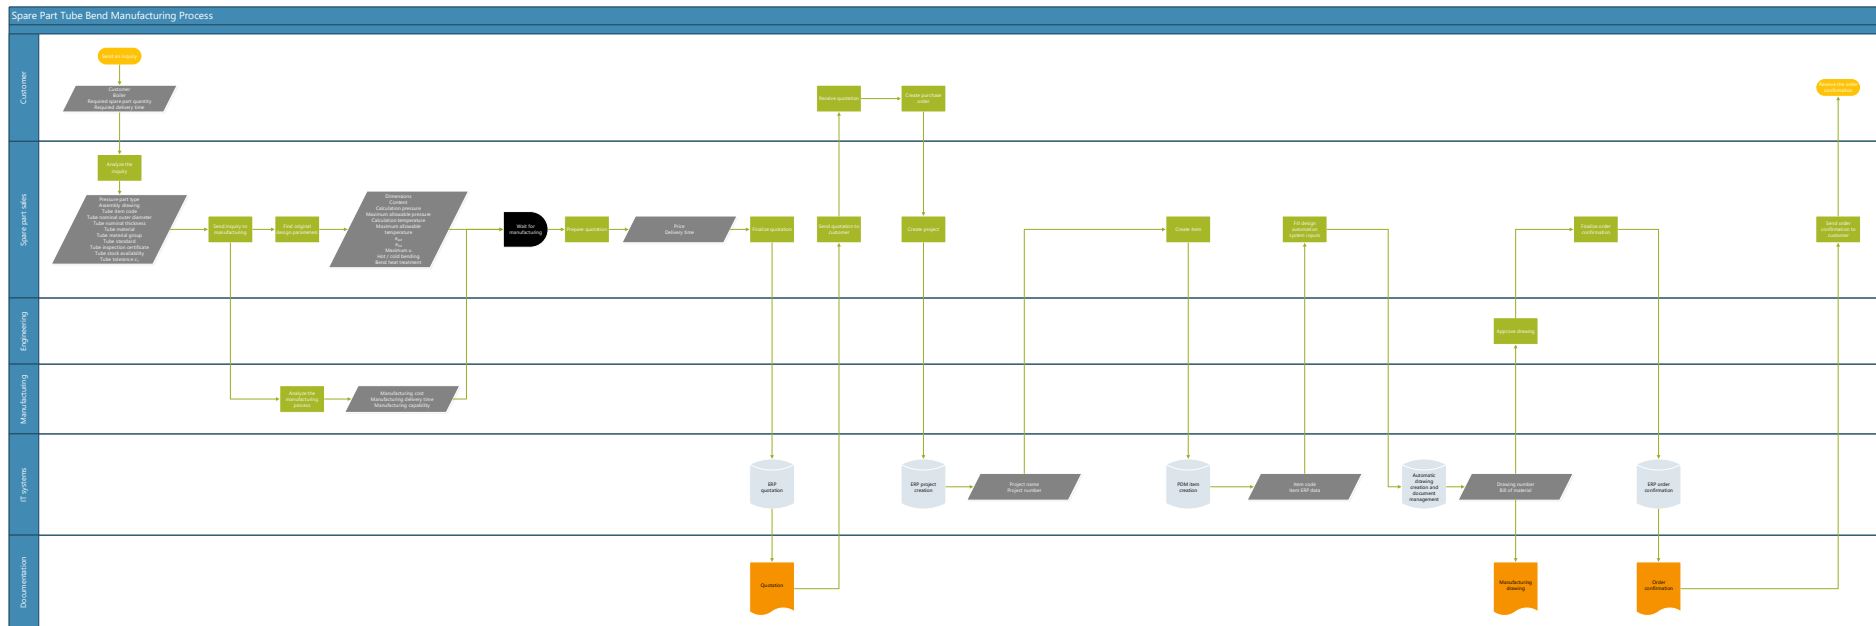 Spare Part Tube Bend Manufacturing Process
Customer
Send an inquiry
Customer
Boiler
Required spare part quantity
Required delivery time
Receive quotation
Create purchase
order
Receive the order
confirmation
Spare part sales
Analyze the
inquiry
Pressure part type
Assembly drawing
Tube item code
Tube nominal outer diameter
Tube nominal thickness
Tube material
Tube material group
Tube standard
Tube inspection certificate
Tube stock availability
Tube tolerance c
Send inquiry to
manufacturing
Find original
design parameters
Dimensions
Content
Calculation pressure
Maximum allowable pressure
Calculation temperature
Maximum allowable
temperature
Maximum
Hot / cold bending
Bend heat treatment
Wait for
manufacturing
Prepare quotation
Price
Delivery time
Finalize quotation
Send quotation to
customer
Create project
Create item
Fill design
automation
system inputs
Finalize order
confirmation
Send order
confirmation to
customer
Engineering
Approve drawing
Manufacturing
Analyze the
manufacturing
process
Manufacturing cost
Manufacturing delivery time
Manufacturing capability
IT systems
ERP
quotation
ERP project
creation
Project name
Project number
PDM item
creation
Item code
Item ERP data
Automatic
drawing
creation and
document
management
Drawing number
Bill of material
ERP order
confirmation
Documentation
Quotation
Manufacturing
drawing
Order
confirmation